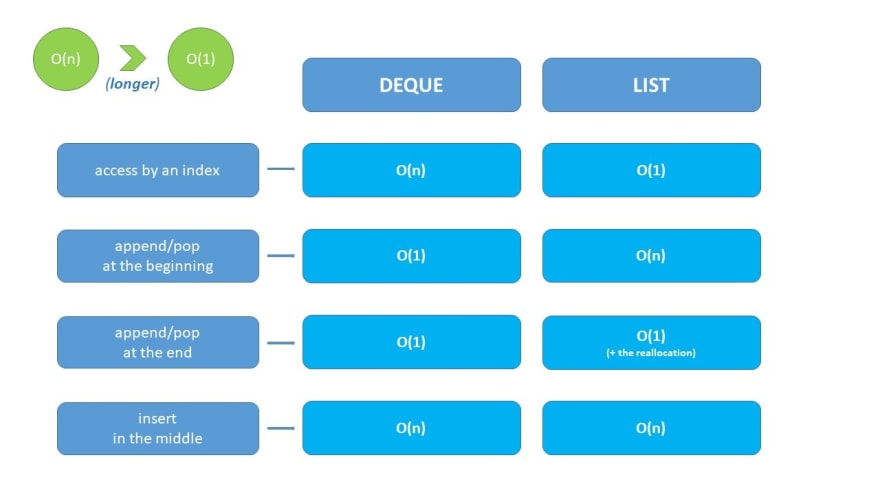 O(n)
O(1)
(longer)
DEQUE
LIST
access by an index
O(n)
O(1)
append/pop
at the beginning
O(1)
O(n)
append/pop
at the end
O(1)
O(1)
(+ the reallocation)
insert
in the middle
O(n)
O(n)